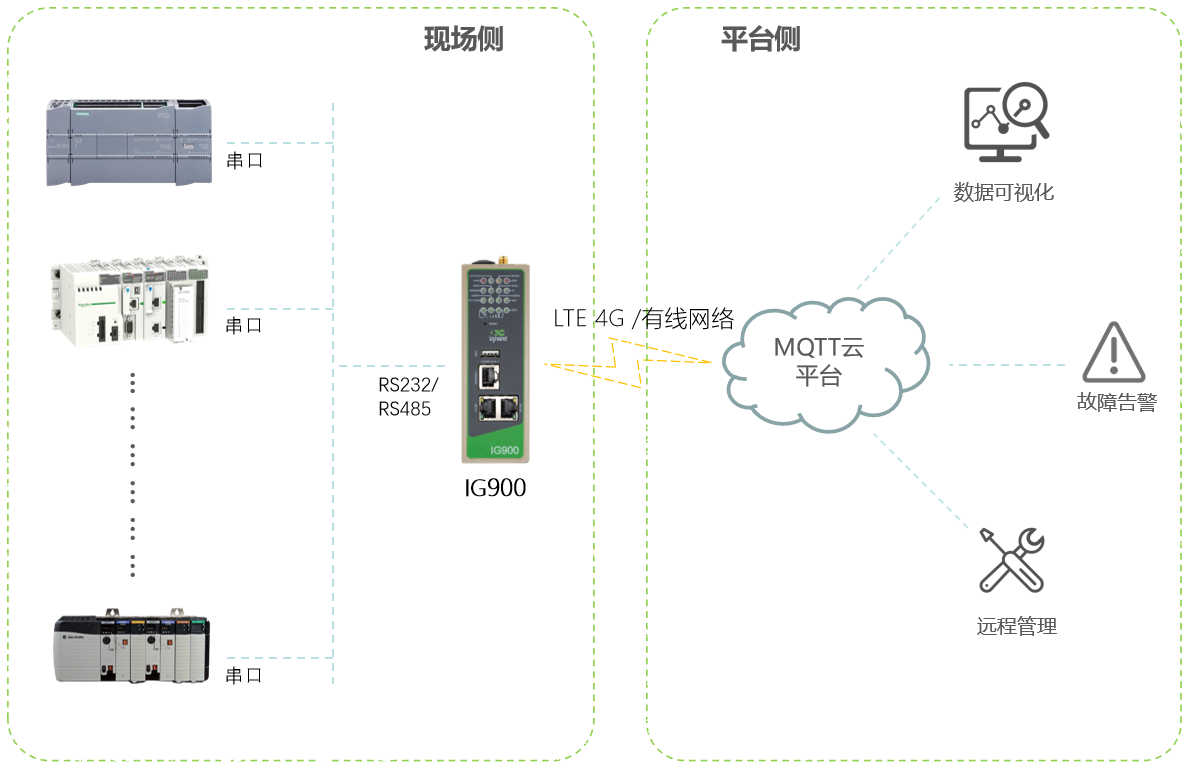 现场侧
平台侧
SIEMENS
串口
数据可视化
串口
LTE 4G /有线网络
MQTT云
平台
RS232/
RS485
inhand
IG900
IG900
故障告警
串口
远程管理